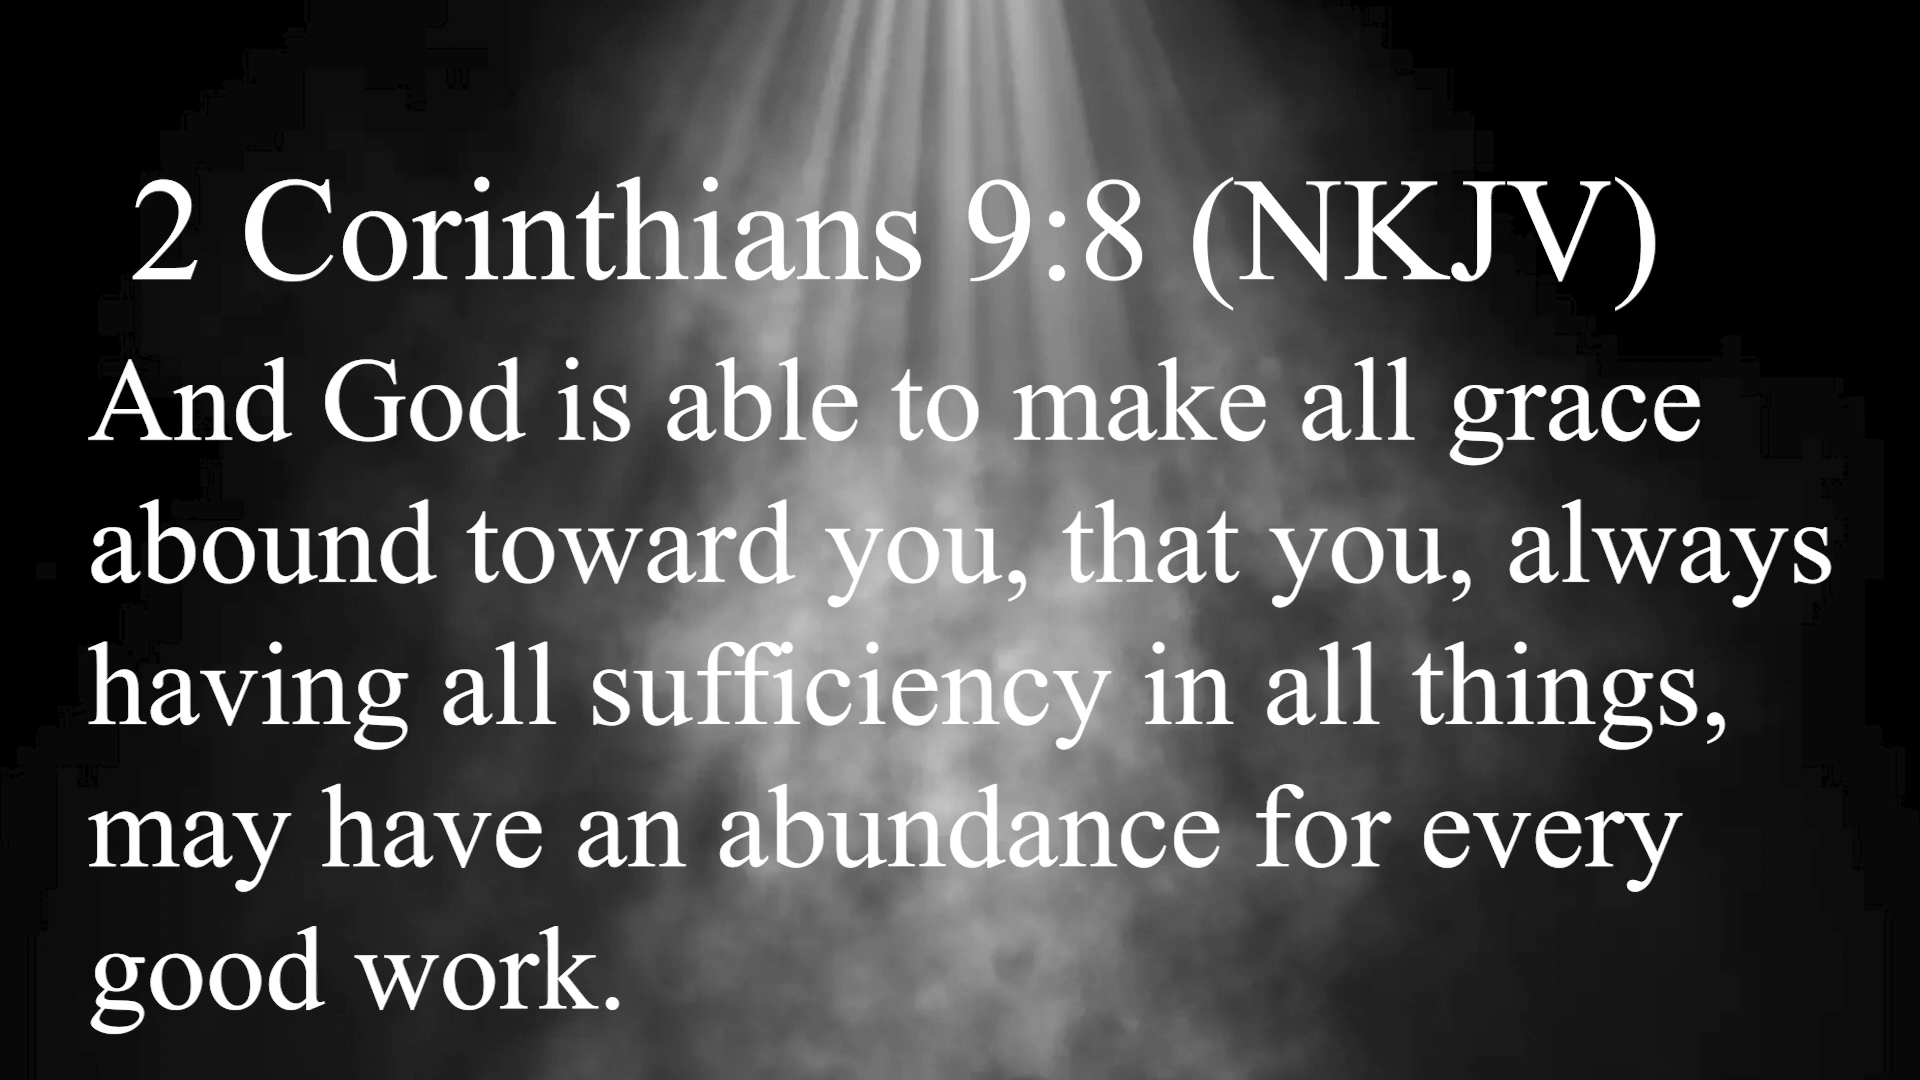 2 Corinthians 9:8 (NKJV)
And God is able to make all grace
abound toward you, that you, always
having all sufficiency in all things,
may have an abundance for every
good work.